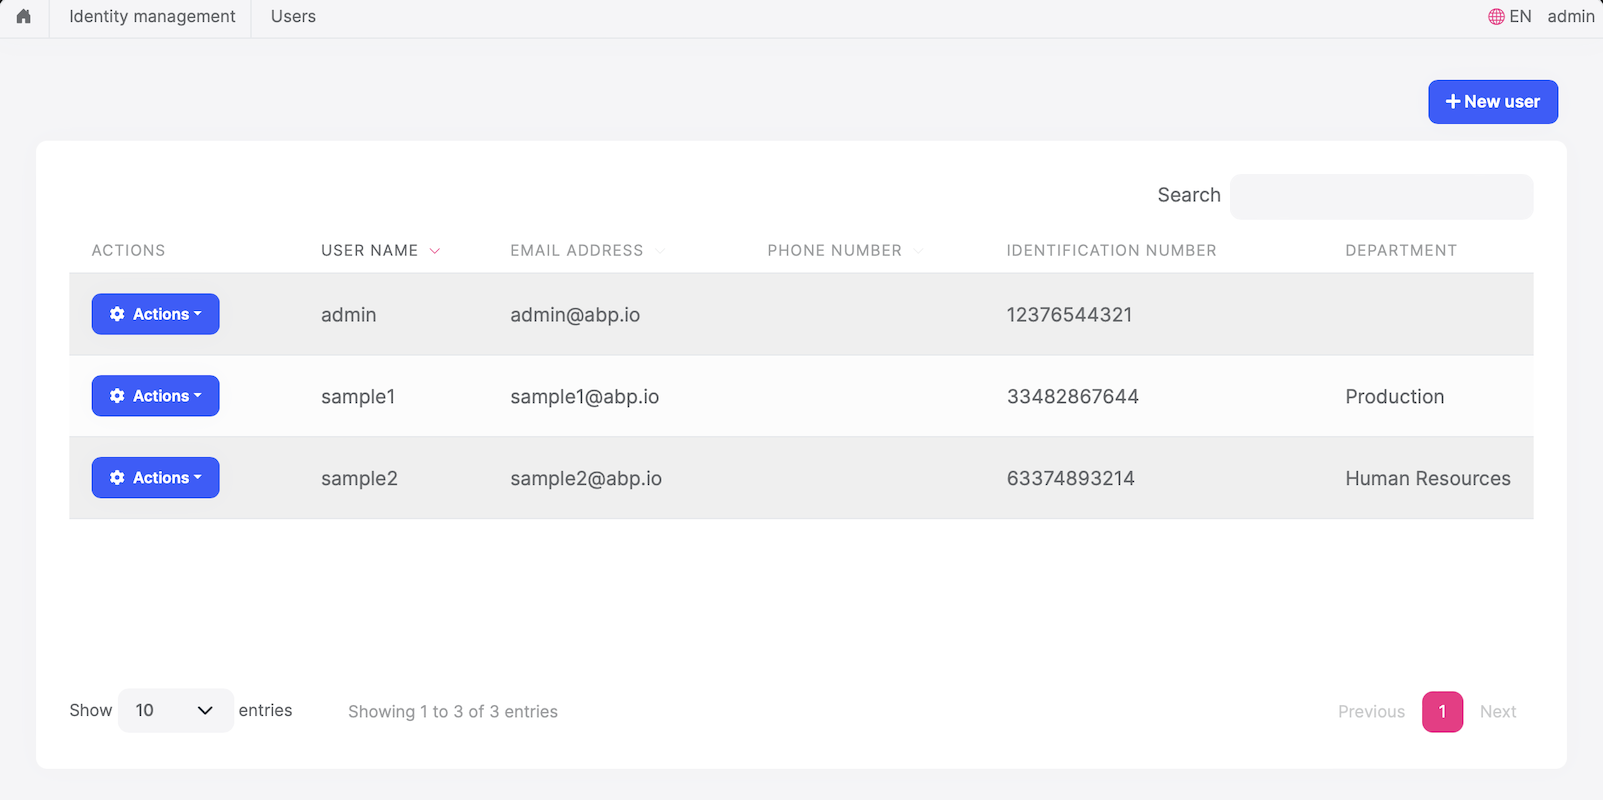 Identity management Users EN admin
New user
Search
ACTIONS USER NAME EMAIL ADDRESS PHONE NUMBER IDENTIFICATION NUMBER DEPARTMENT
Actions admin admin@abp.io 12376544321
Actions sample1 sample1@abp.io 33482867644 Production
Actions sample2 sample2@abp.io 63374893214 Human Resources
Show 10 entries Showing 1 to 3 of 3 entries Previous 1 Next